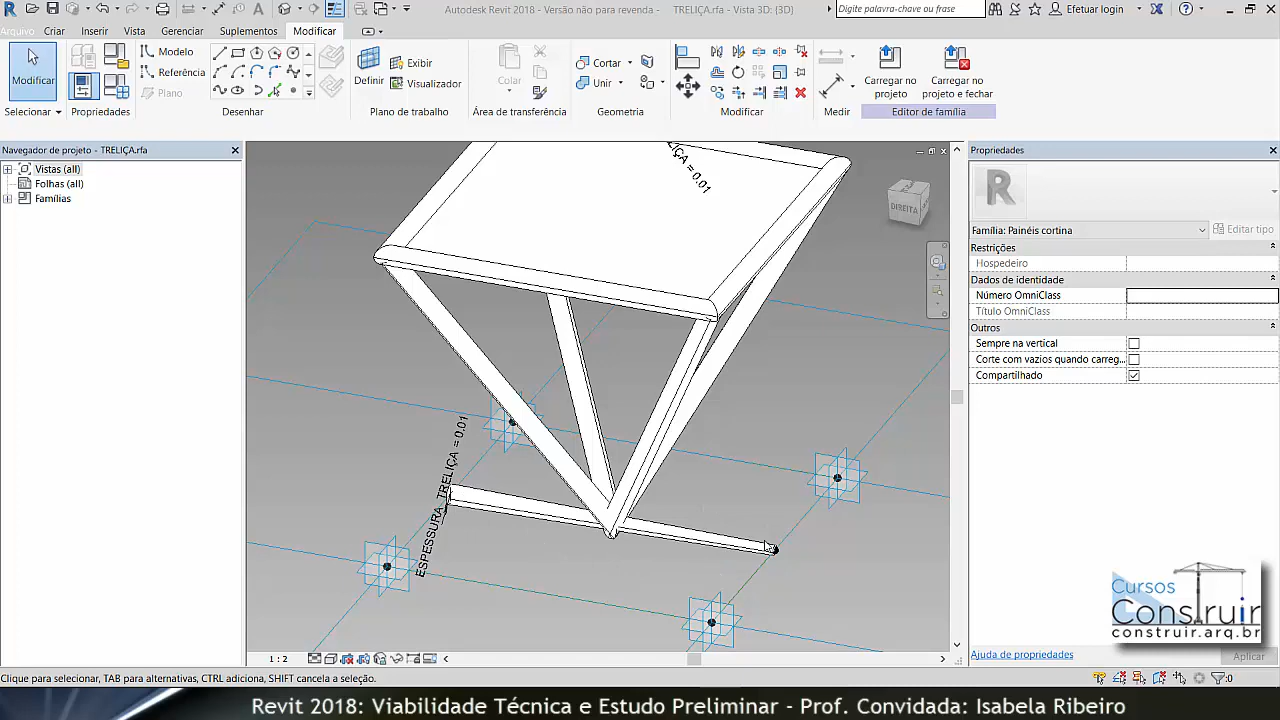 Autodesk Revit 2018 - Versão não para revenda - TRELIÇA.rfa - Vista 3D: {3D}
Digite palavra-chave ou frase
Efetuar login
Arquivo Criar Inserir Vista Gerenciar Suplementos Modificar
Modificar
Selecionar
Propriedades
Modelo
Referência
Plano
Desenhar
Definir
Exibir
Visualizador
Plano de trabalho
Colar
Área de transferência
Cortar
Unir
Geometria
Modificar
Medir
Carregar no projeto
Carregar no projeto e fechar
Editor de família
Navegador de projeto - TRELIÇA.rfa
Vistas (all)
Folhas (all)
Famílias
LIÇA = 0.01
DIREITA
ESPESSURA_TRELIÇA = 0.01
Propriedades
R
Família: Painéis cortina
Editar tipo
Restrições
Hospedeiro
Dados de identidade
Número OmniClass
Título OmniClass
Outros
Sempre na vertical
Corte com vazios quando carreg...
Compartilhado
Cursos
Construir
construir.arq.br
Ajuda de propriedades
Aplicar
1 : 2
Clique para selecionar, TAB para alternativas, CTRL adiciona, SHIFT cancela a seleção.
:0
Revit 2018: Viabilidade Técnica e Estudo Preliminar - Prof. Convidada: Isabela Ribeiro